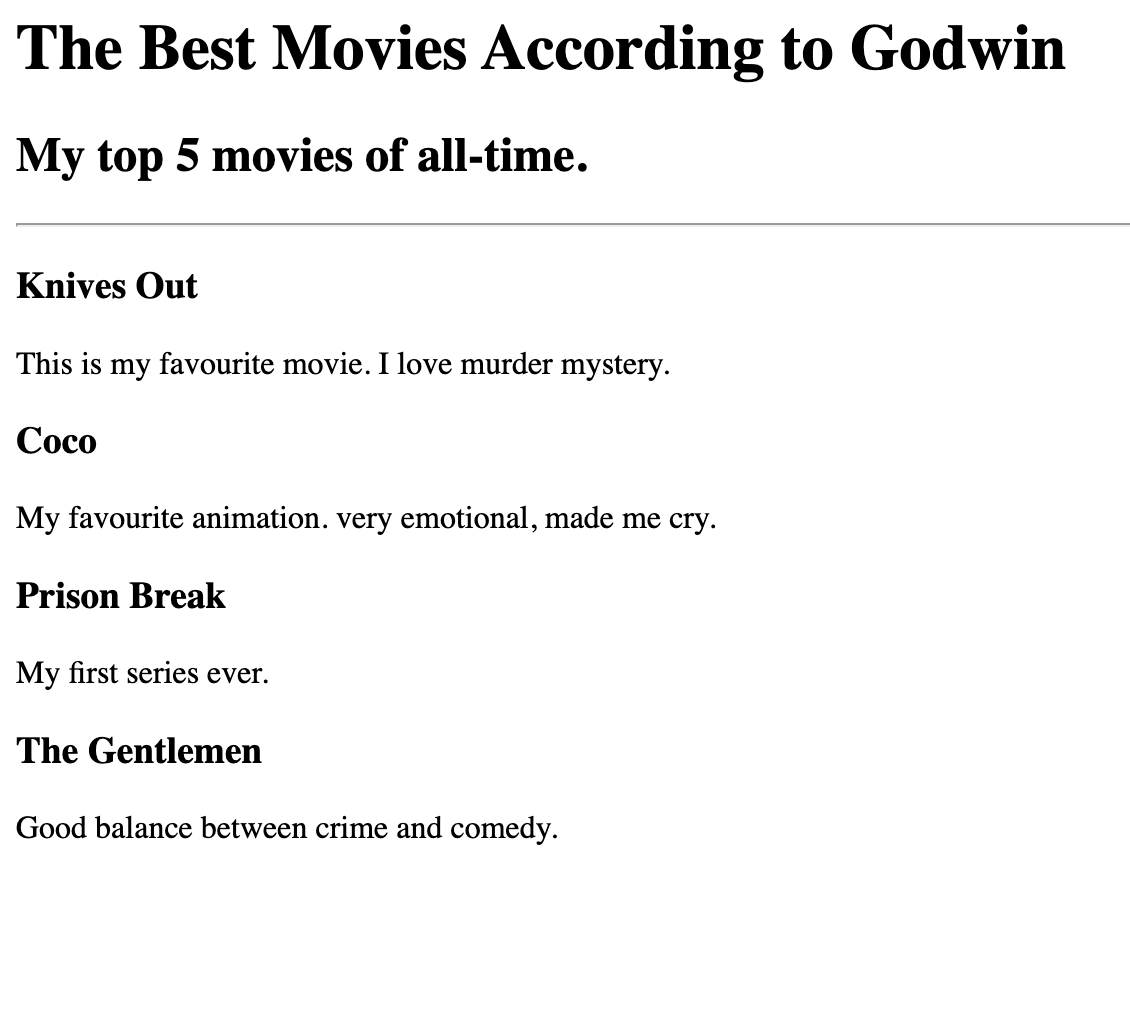 The Best Movies According to Godwin
My top 5 movies of all-time.
Knives Out
This is my favourite movie. I love murder mystery.
Coco
My favourite animation. very emotional, made me cry.
Prison Break
My first series ever.
The Gentlemen
Good balance between crime and comedy.